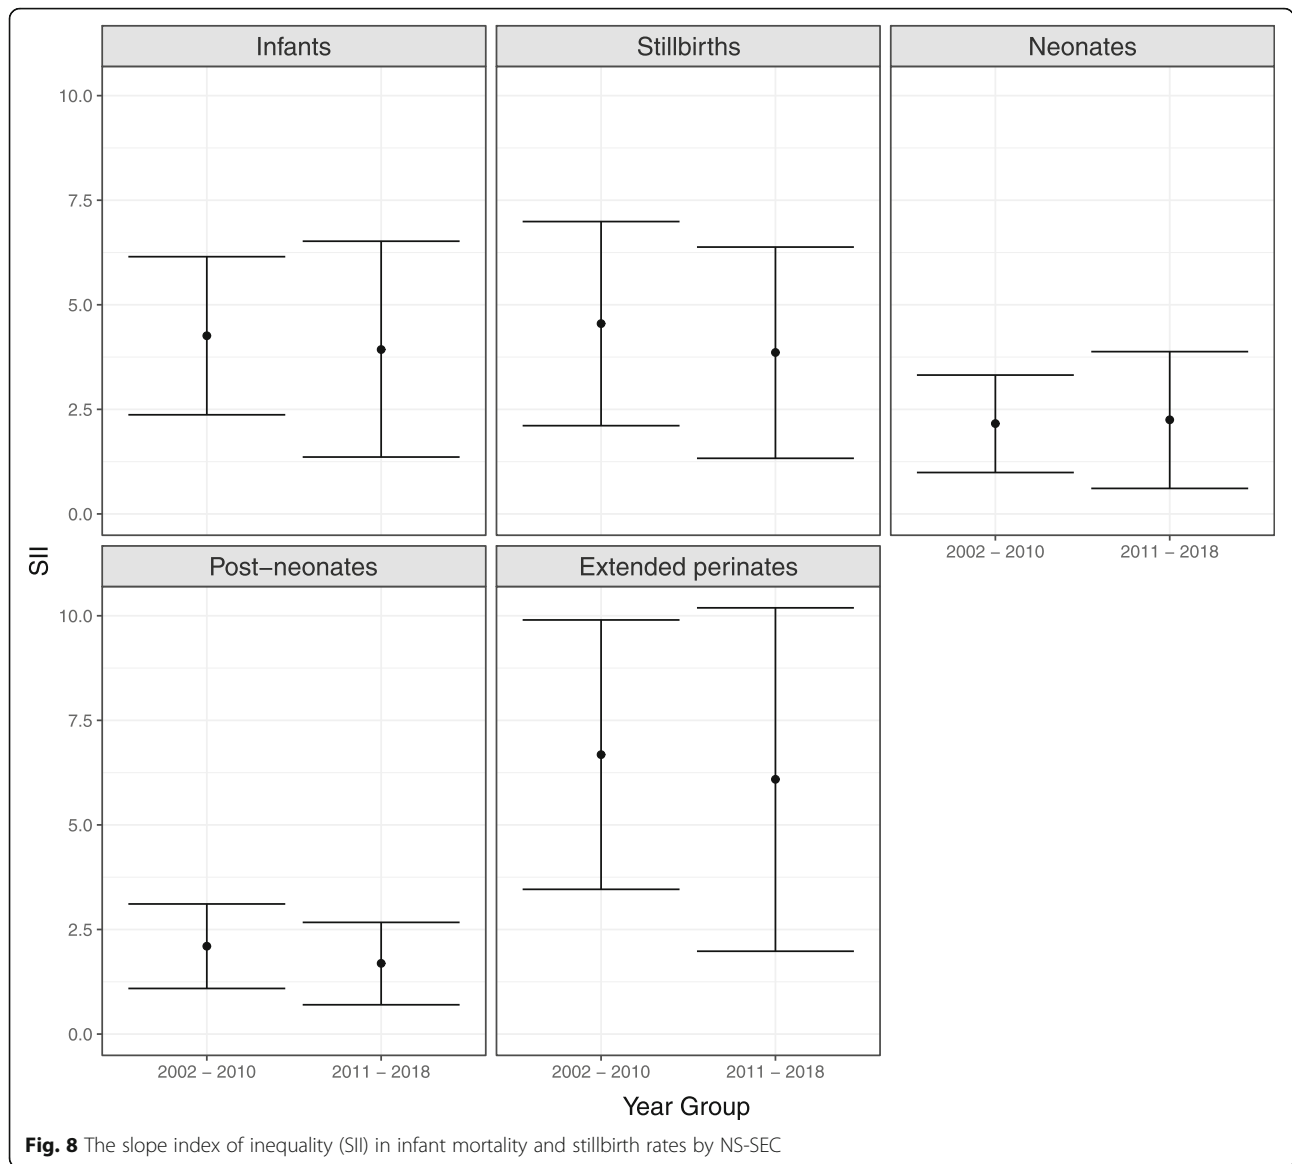 Infants Stillbirths Neonates
10.0
7.5
5.0
2.5
0.0
2002 – 2010 2011 – 2018
SII
Post−neonates Extended perinates
10.0
7.5
5.0
2.5
0.0
2002 – 2010 2011 – 2018 2002 – 2010 2011 – 2018
Year Group
Fig. 8 The slope index of inequality (SII) in infant mortality and stillbirth rates by NS-SEC